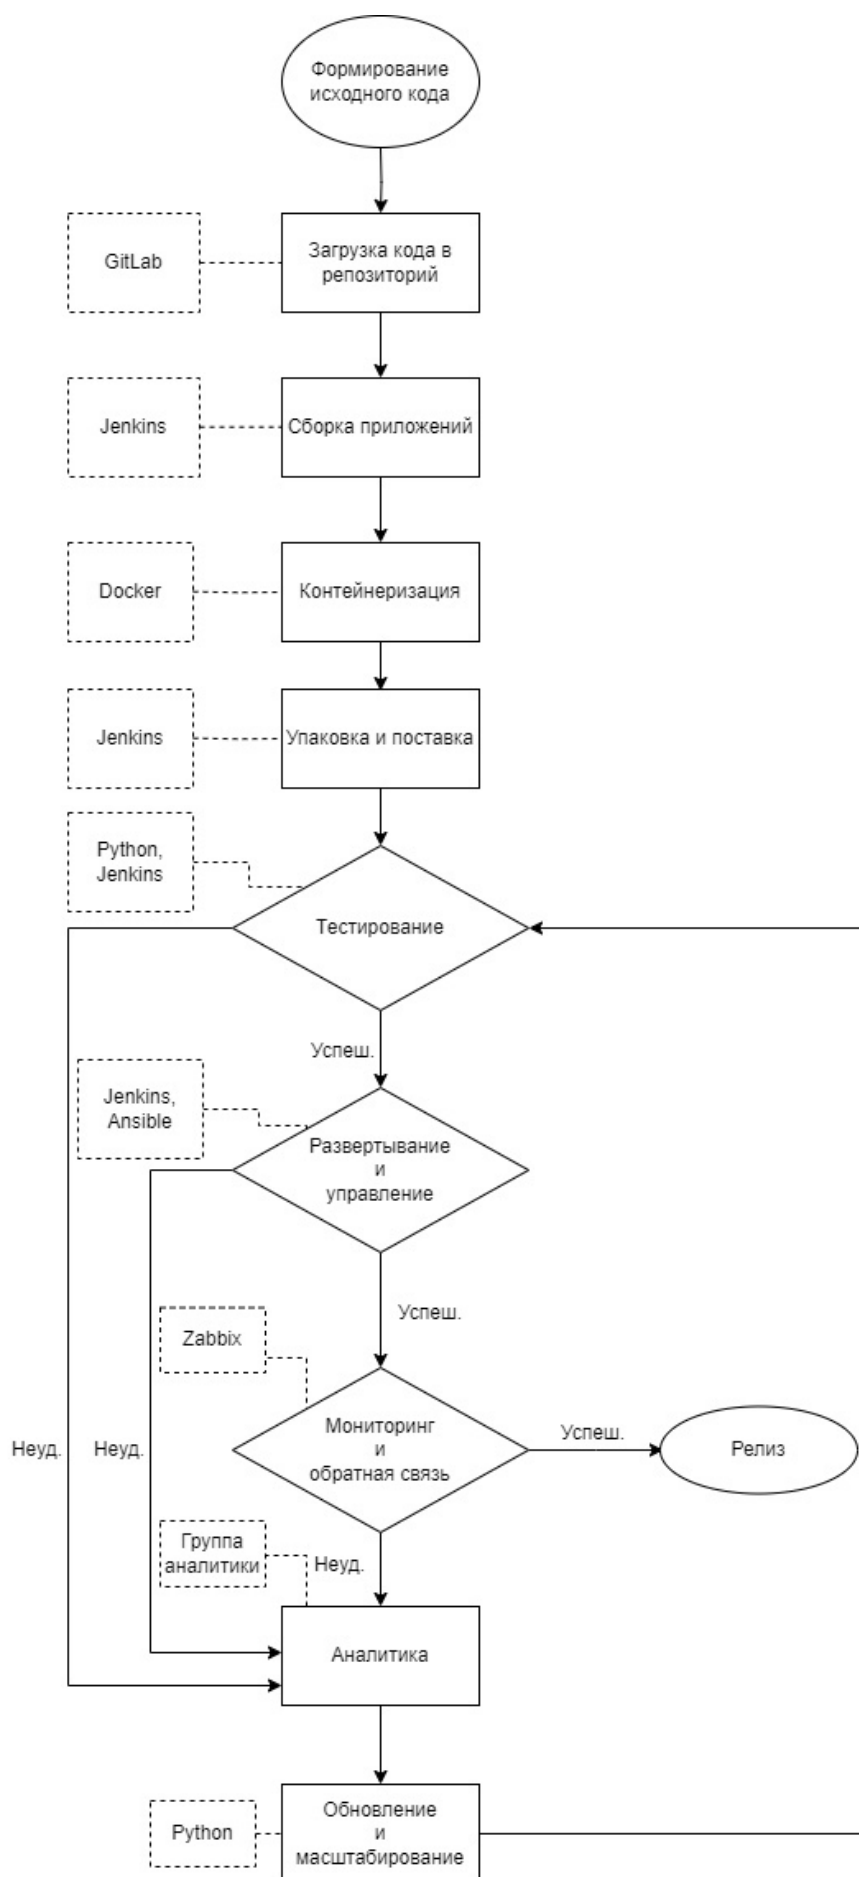 Формирование
исходного кода
GitLab
Загрузка кода в
репозиторий
Jenkins
Сборка приложений
Docker
Контейнеризация
Jenkins
Упаковка и поставка
Python,
Jenkins
Тестирование
Успеш.
Jenkins,
Ansible
Развертывание
и
управление
Успеш.
Zabbix
Мониторинг
и
обратная связь
Успеш.
Релиз
Неуд.
Неуд.
Группа
аналитики
Неуд.
Аналитика
Python
Обновление
и
масштабирование